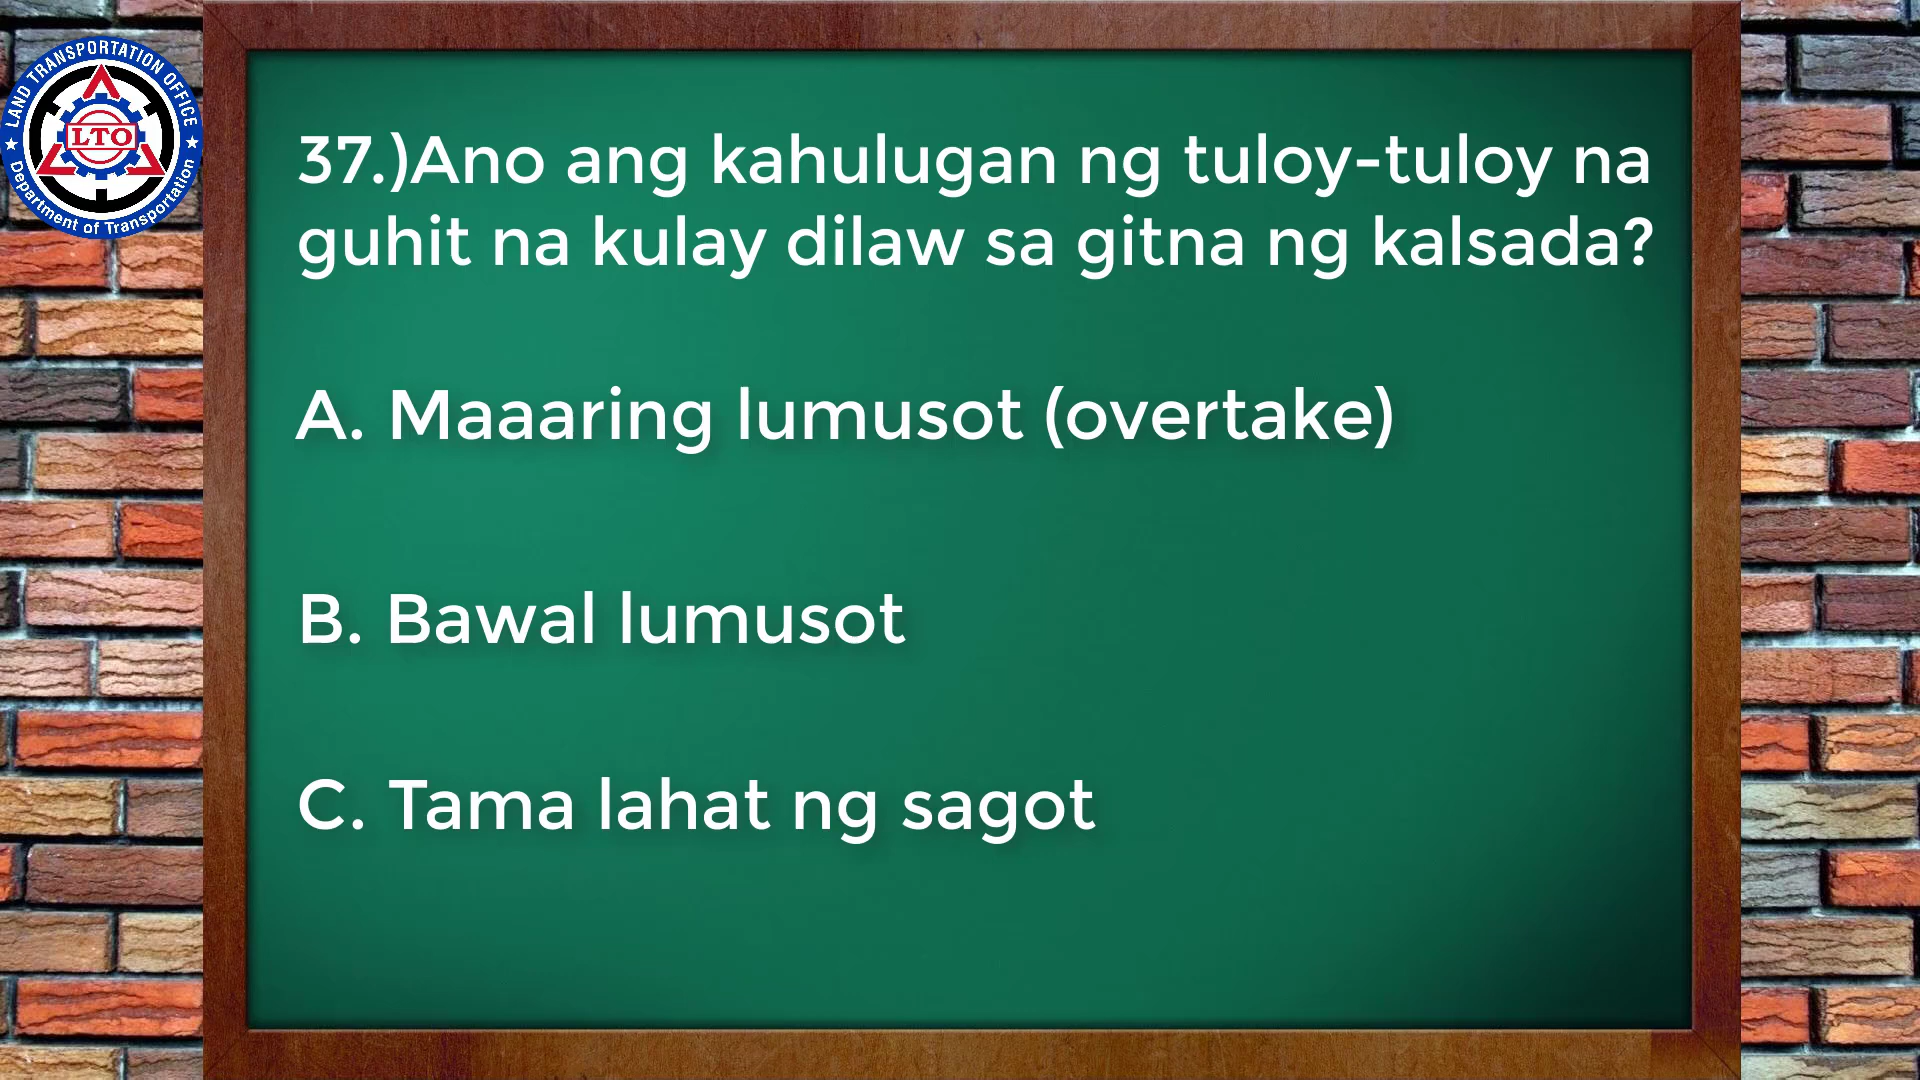 LAND TRANSPORTATION OFFICE
LTO
Department of Transportation
37.)Ano ang kahulugan ng tuloy-tuloy na
guhit na kulay dilaw sa gitna ng kalsada?
A. Maaaring lumusot (overtake)
B. Bawal lumusot
C. Tama lahat ng sagot